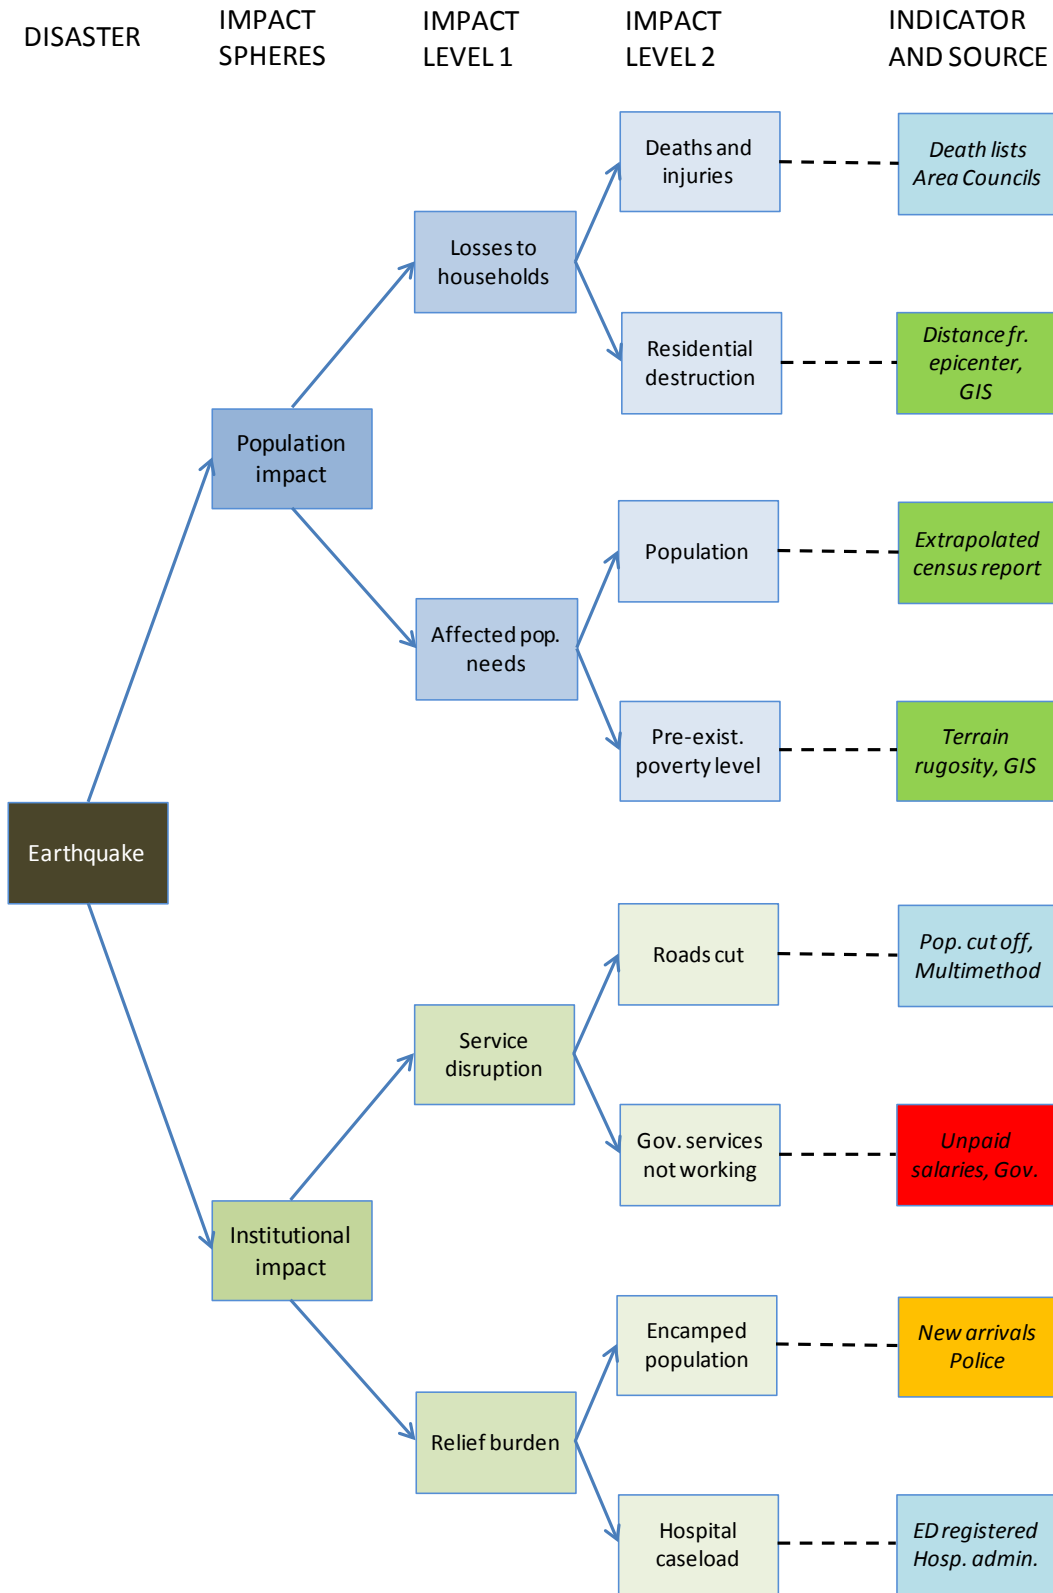 DISASTER
IMPACT
SPHERES
IMPACT
LEVEL 1
IMPACT
LEVEL 2
INDICATOR
AND SOURCE
Deaths and
injuries
Death lists
Area Councils
Losses to
households
Residential
destruction
Distance fr.
epicenter,
GIS
Population
impact
Population
Extrapolated
census report
Affected pop.
needs
Pre-exist.
poverty level
Terrain
rugosity, GIS
Earthquake
Roads cut
Pop. cut off,
Multimethod
Service
disruption
Gov. services
not working
Unpaid
salaries, Gov.
Institutional
impact
Encamped
population
New arrivals
Police
Relief burden
Hospital
caseload
ED registered
Hosp. admin.